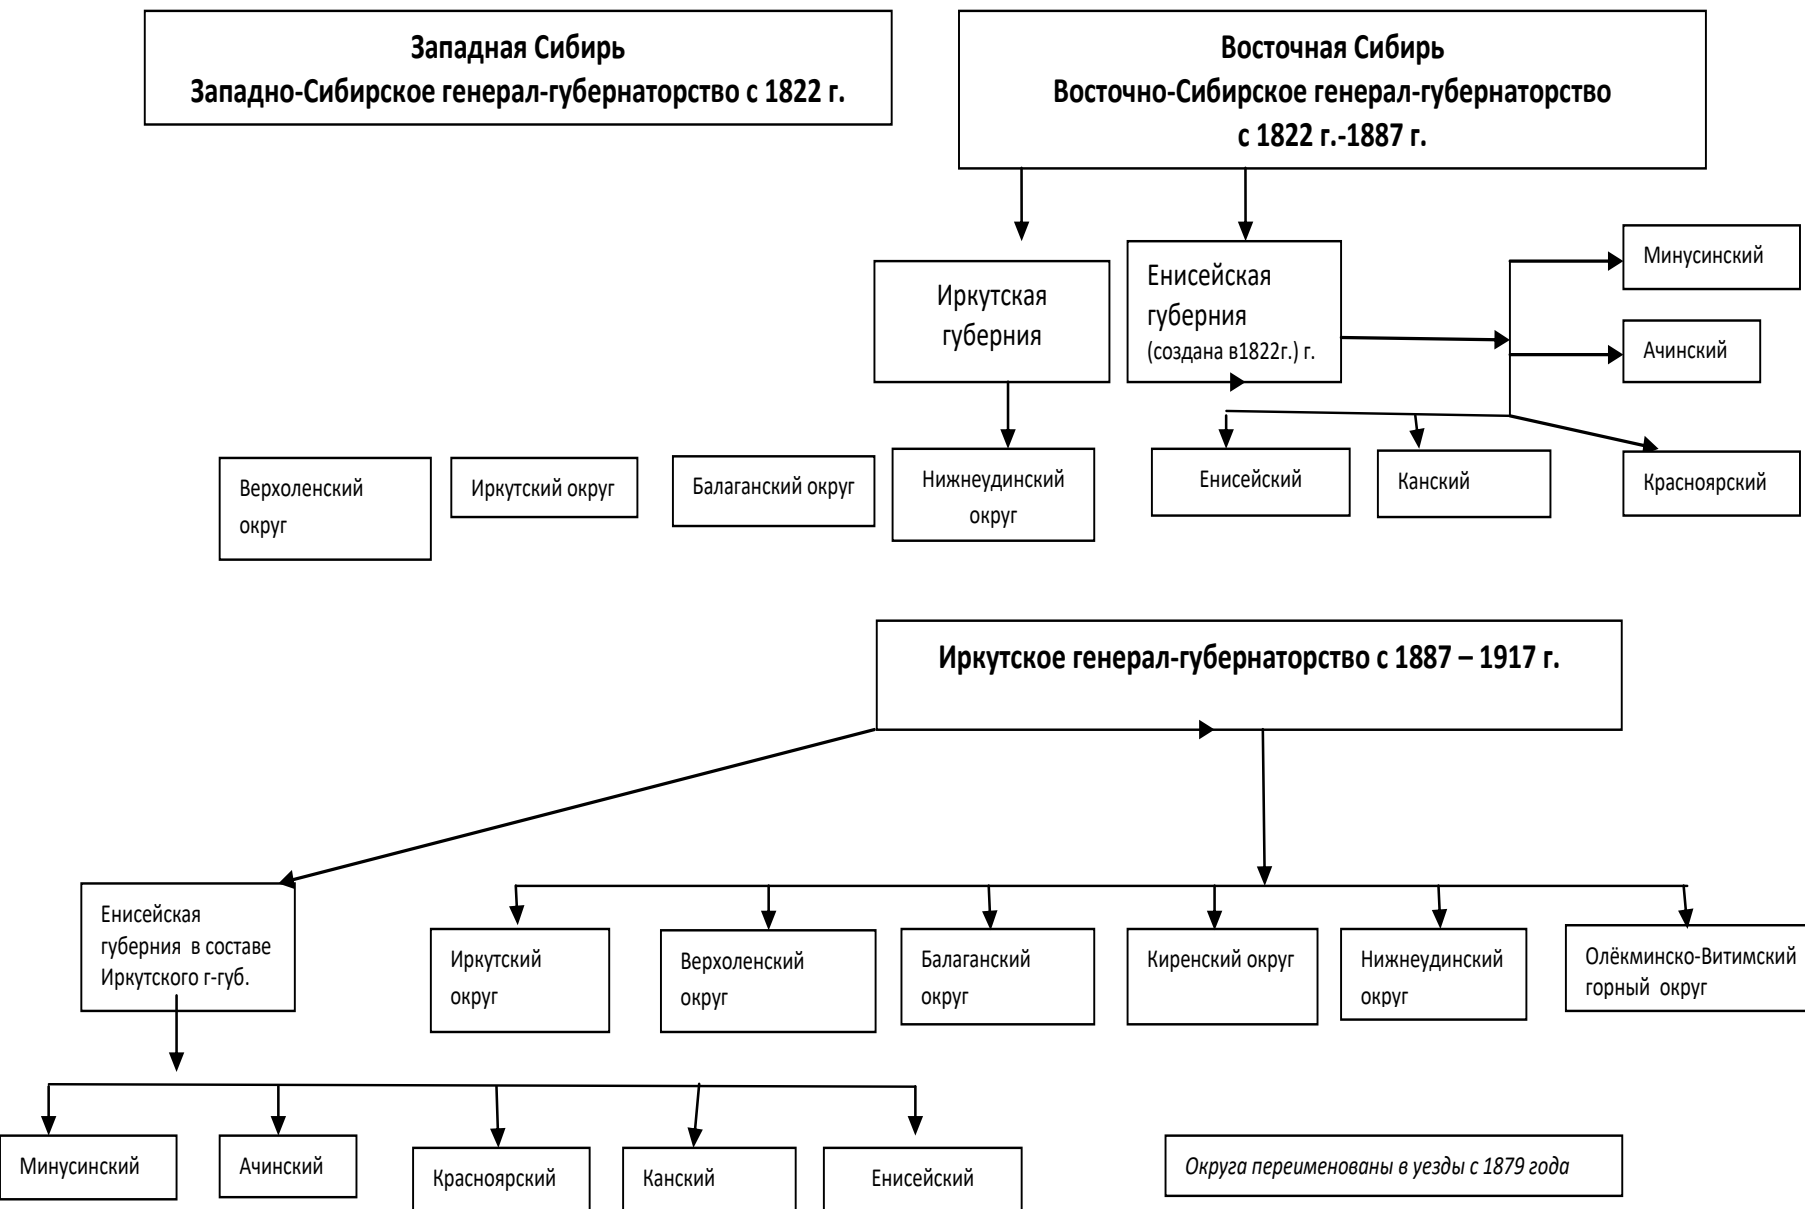 Западная Сибирь
Западно-Сибирское генерал-губернаторство с 1822 г.
Восточная Сибирь
Восточно-Сибирское генерал-губернаторство
с 1822 г.-1887 г.
Иркутская
губерния
Енисейская
губерния
(создана в1822г.) г.
Минусинский
Ачинский
Верхоленский
округ
Иркутский округ
Балаганский округ
Нижнеудинский
округ
Енисейский
Канский
Красноярский
Иркутское генерал-губернаторство с 1887 – 1917 г.
Енисейская
губерния в составе
Иркутского г-губ.
Иркутский
округ
Верхоленский
округ
Балаганский
округ
Киренский округ
Нижнеудинский
округ
Олёкминско-Витимский
горный округ
Минусинский
Ачинский
Красноярский
Канский
Енисейский
Округа переименованы в уезды с 1879 года